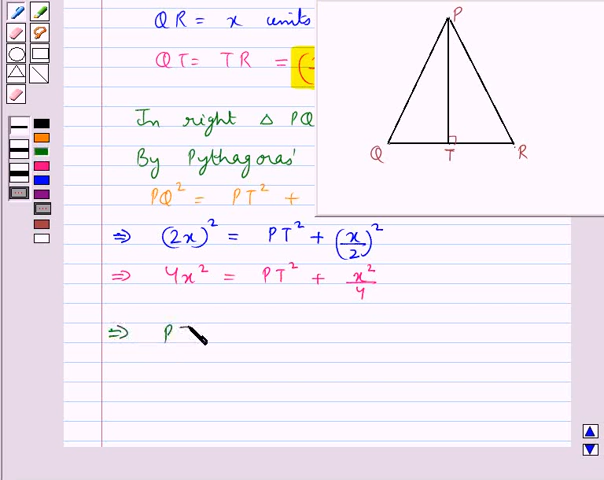 QR = x units
QT = TR = (
In right △ PQ
By Pythagoras'
PQ² = PT² +
⇒ (2x)² = PT² + (x/2)²
⇒ 4x² = PT² + x²/4
⇒ P
P
Q
T
R